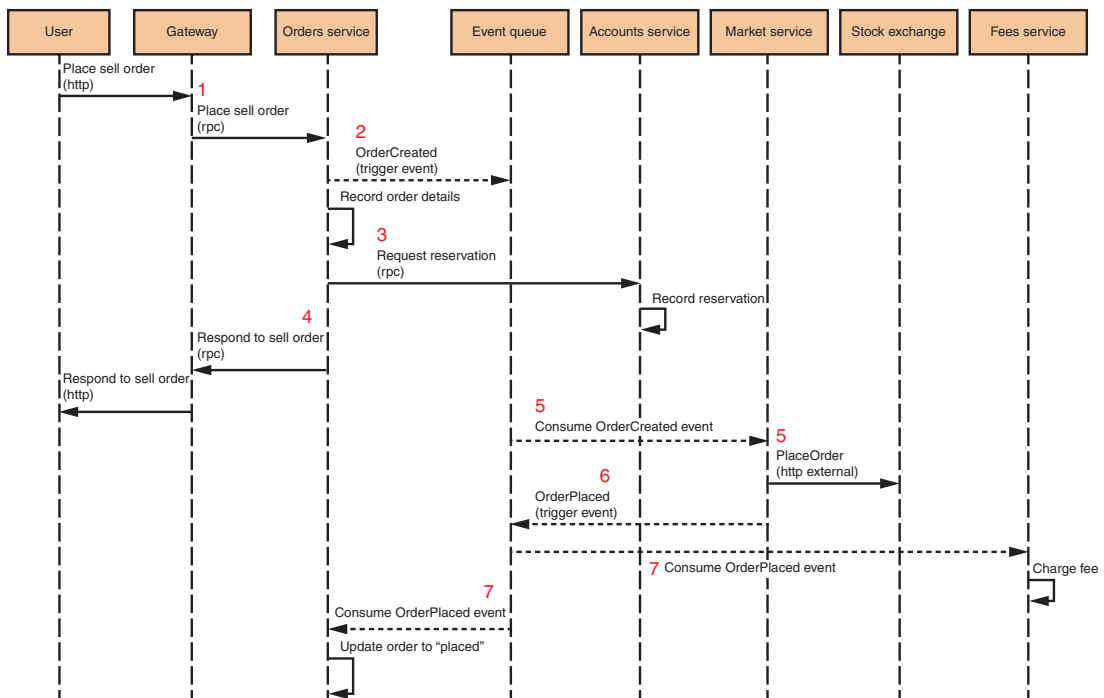 User
Gateway
Orders service
Event queue
Accounts service
Market service
Stock exchange
Fees service
Place sell order
(http)
1
Place sell order
(rpc)
2
OrderCreated
(trigger event)
Record order details
3
Request reservation
(rpc)
Record reservation
4
Respond to sell order
(rpc)
Respond to sell order
(http)
5
Consume OrderCreated event
5
PlaceOrder
(http external)
6
OrderPlaced
(trigger event)
7 Consume OrderPlaced event
Charge fee
7
Consume OrderPlaced event
Update order to “placed”